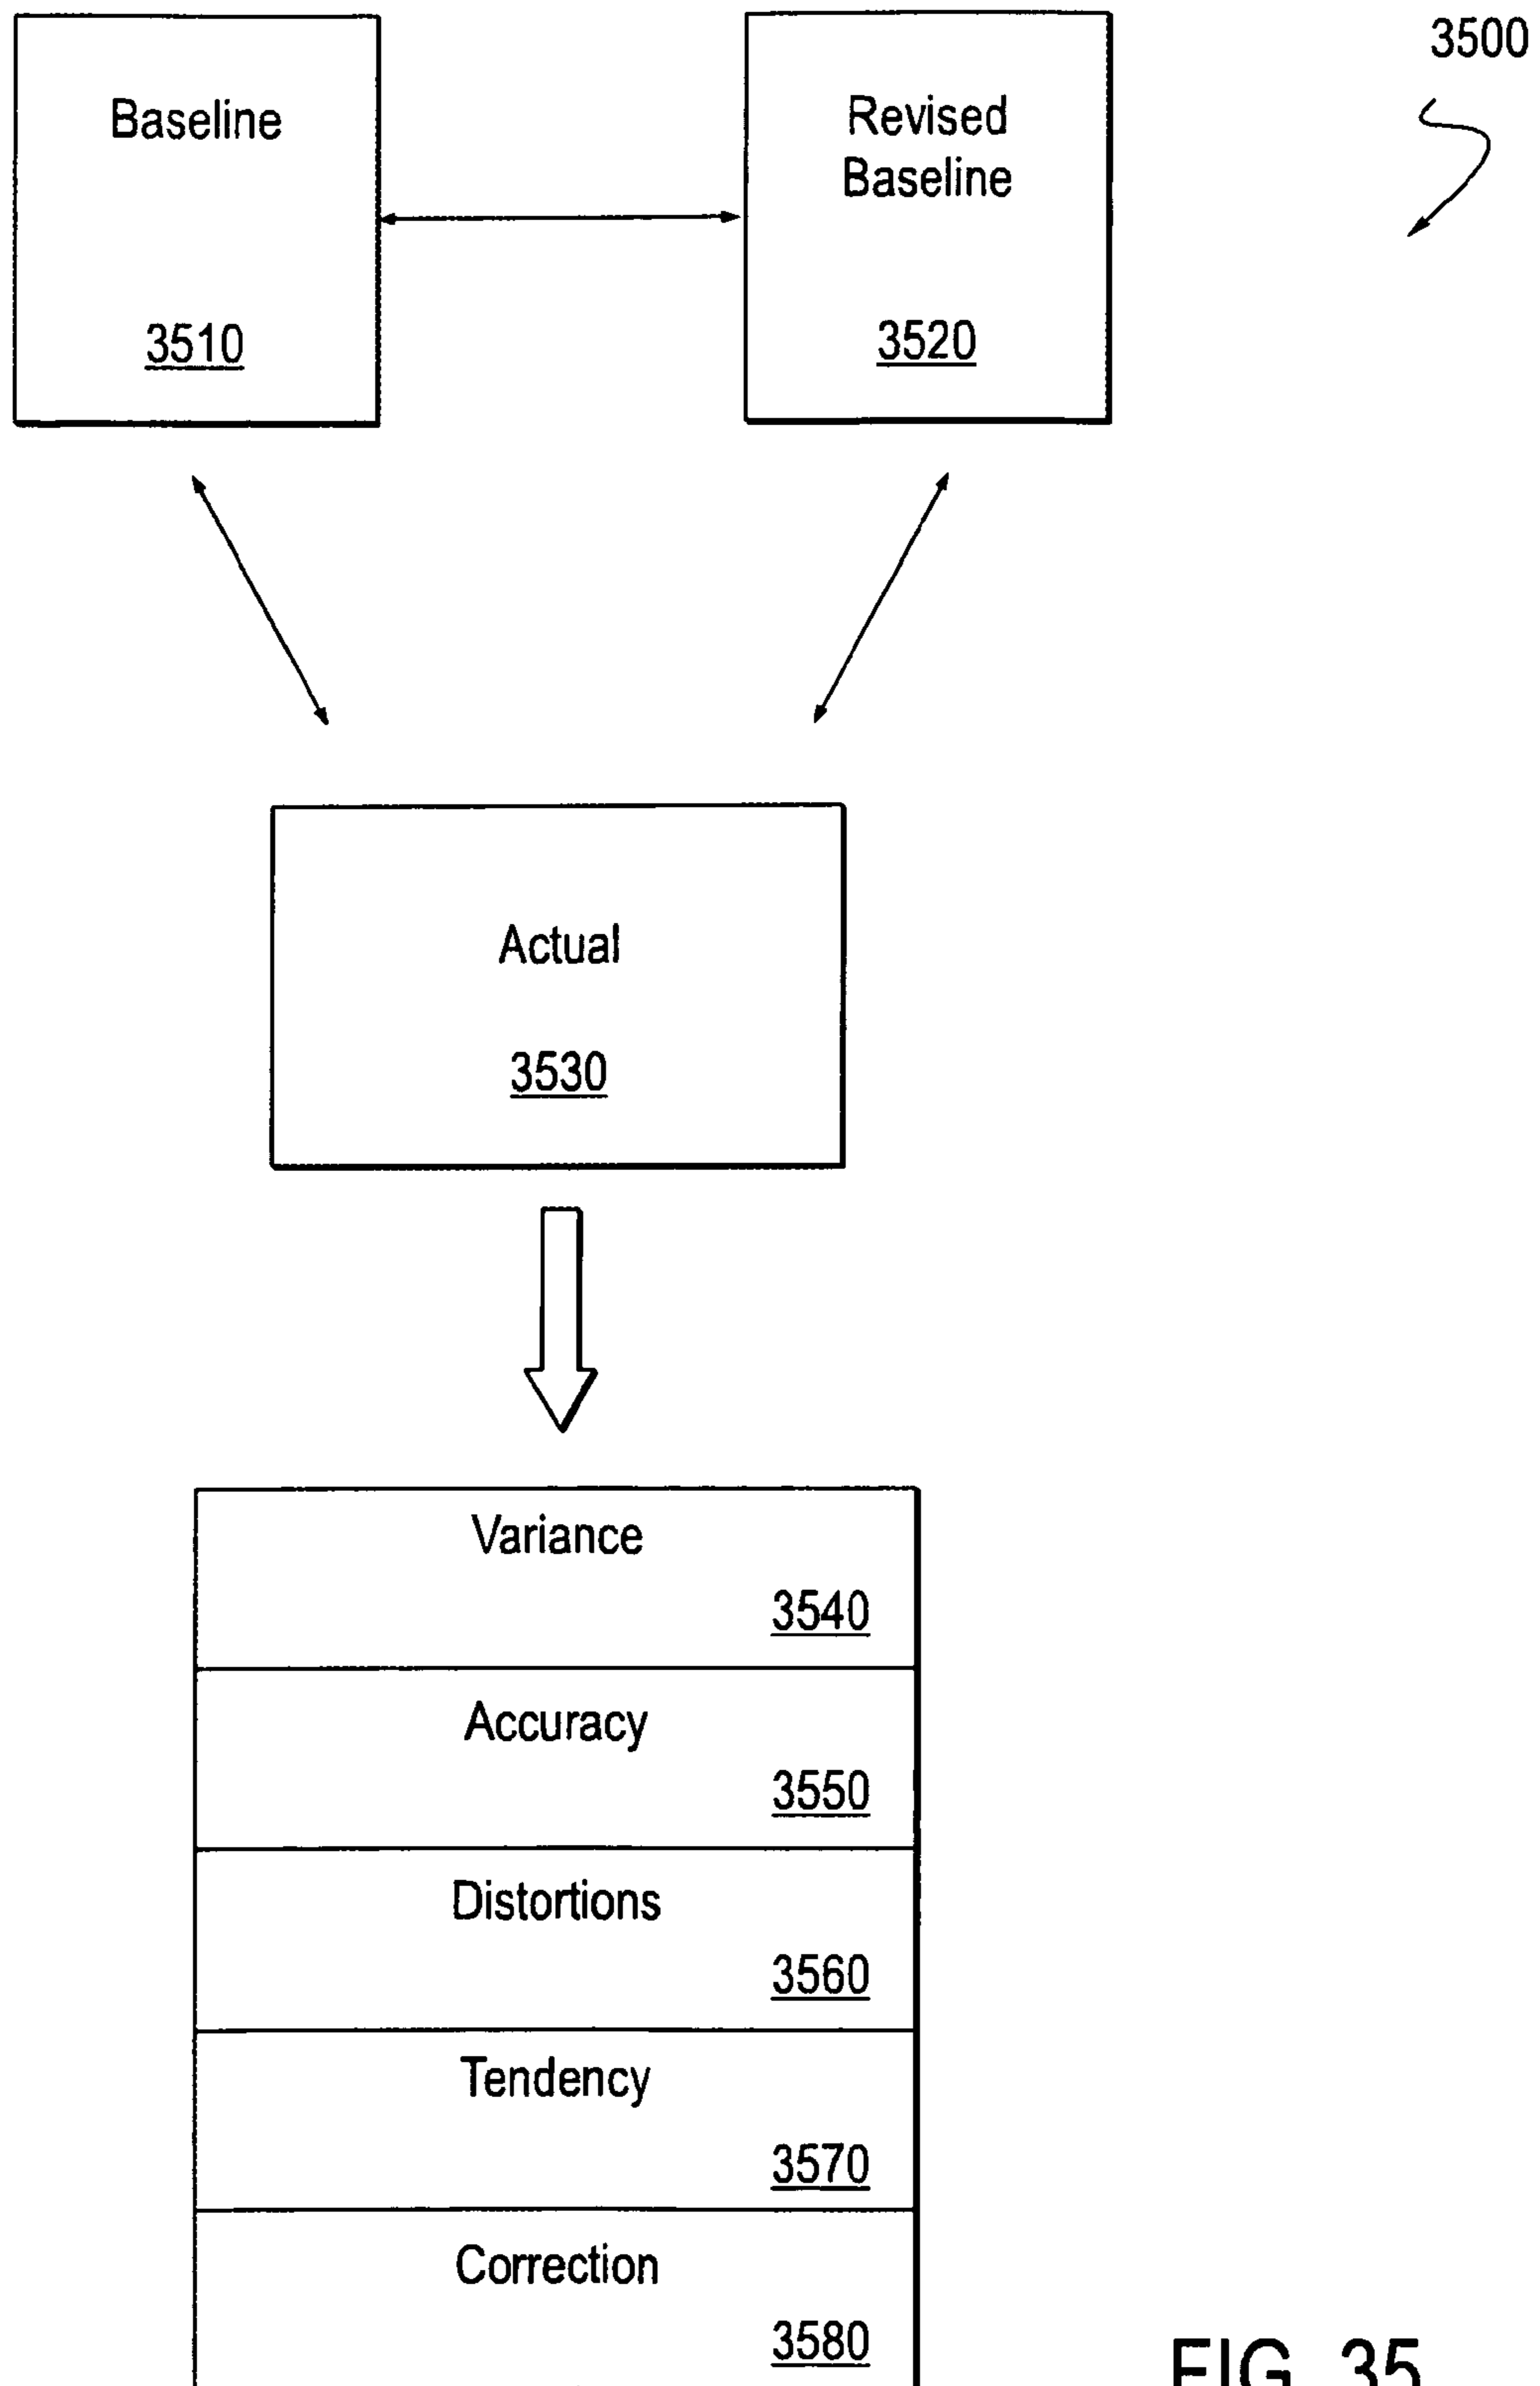 3500
Baseline
3510
Revised
Baseline
3520
Actual
3530
Variance
3540
Accuracy
3550
Distortions
3560
Tendency
3570
Correction
3580
FIG. 35